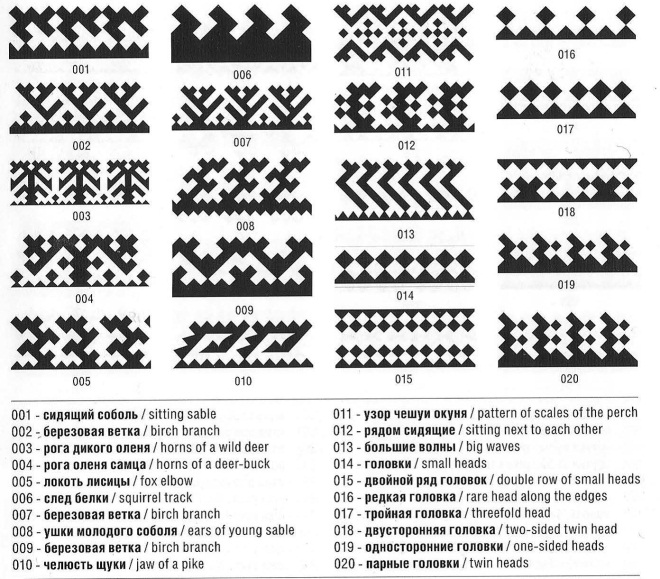 001
006
011
016
002
007
012
017
003
008
013
018
004
009
014
019
005
010
015
020
001 - сидящий соболь / sitting sable
002 - березовая ветка / birch branch
003 - рога дикого оленя / horns of a wild deer
004 - рога оленя самца / horns of a deer-buck
005 - локоть лисицы / fox elbow
006 - след белки / squirrel track
007 - березовая ветка / birch branch
008 - ушки молодого соболя / ears of young sable
009 - березовая ветка / birch branch
010 - челюсть щуки / jaw of a pike
011 - узор чешуи окуня / pattern of scales of the perch
012 - рядом сидящие / sitting next to each other
013 - большие волны / big waves
014 - головки / small heads
015 - двойной ряд головок / double row of small heads
016 - редкая головка / rare head along the edges
017 - тройная головка / threefold head
018 - двусторонняя головка / two-sided twin head
019 - односторонние головки / one-sided heads
020 - парные головки / twin heads